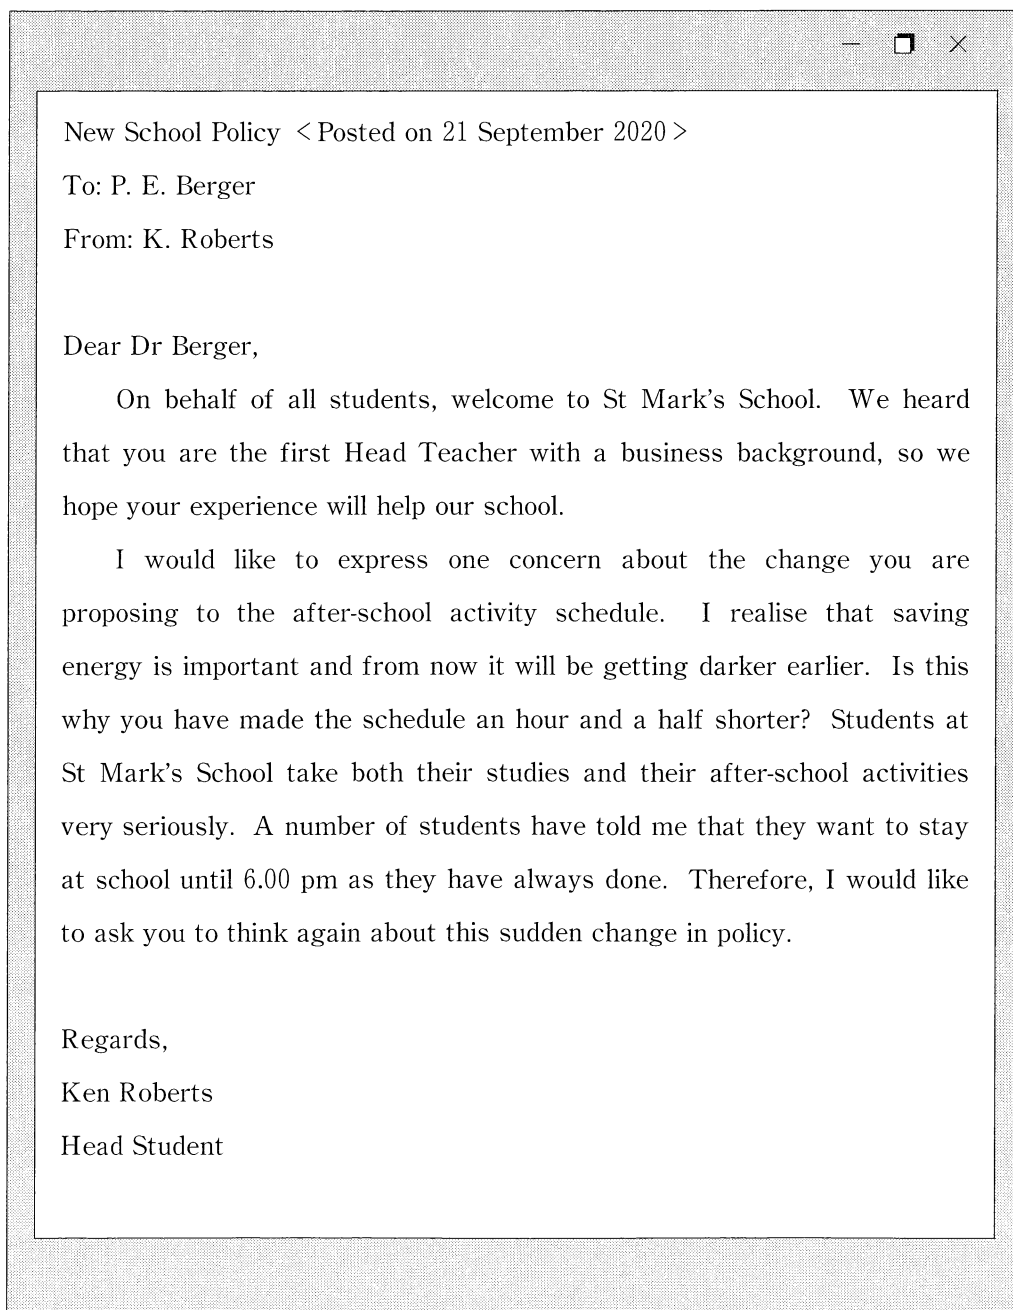 New School Policy <Posted on 21 September 2020>
To: P. E. Berger
From: K. Roberts
Dear Dr Berger,
On behalf of all students, welcome to St Mark's School. We heard
that you are the first Head Teacher with a business background, so we
hope your experience will help our school.
I would like to express one concern about the change you are
proposing to the after-school activity schedule. I realise that saving
energy is important and from now it will be getting darker earlier. Is this
why you have made the schedule an hour and a half shorter? Students at
St Mark's School take both their studies and their after-school activities
very seriously. A number of students have told me that they want to stay
at school until 6.00 pm as they have always done. Therefore, I would like
to ask you to think again about this sudden change in policy.
Regards,
Ken Roberts
Head Student